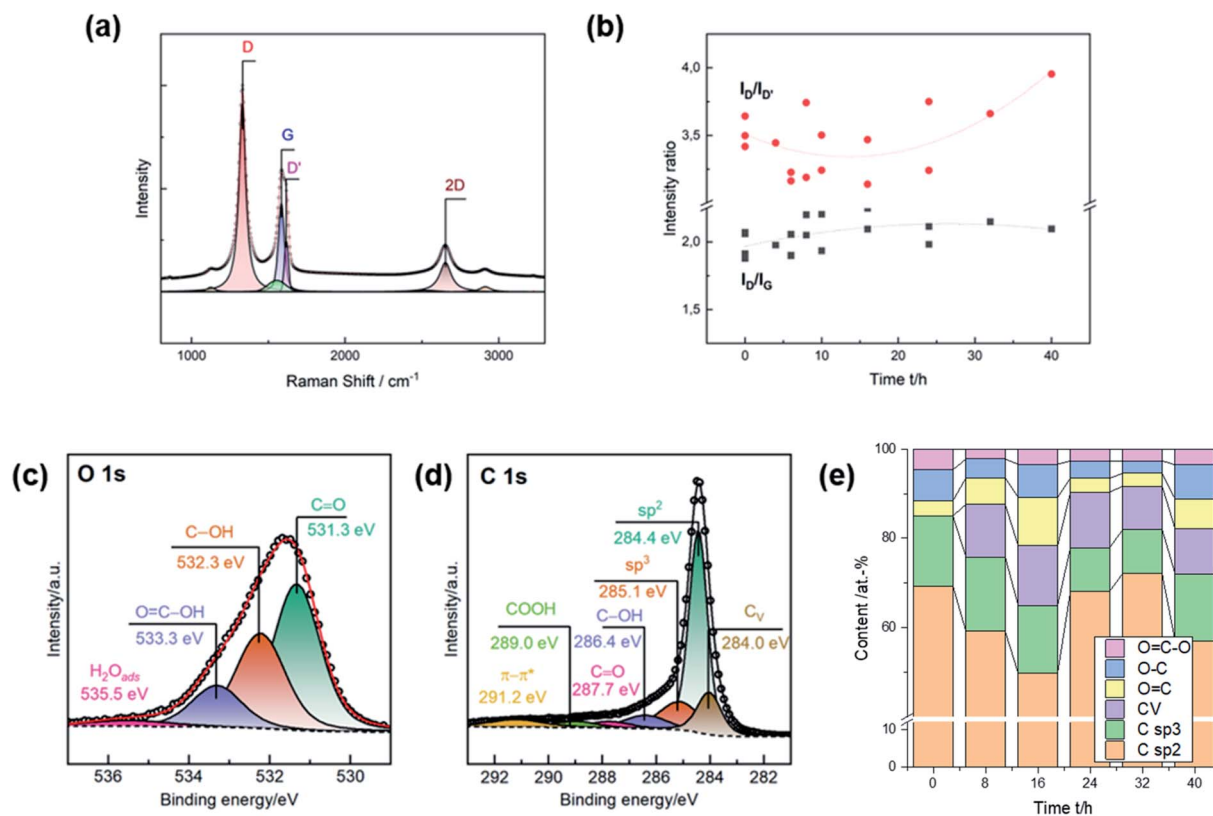 (a)
D
G
D'
2D
Intensity
1000
2000
3000
Raman Shift / cm⁻¹
(b)
4,0
3,5
2,0
1,5
I_D/I_D'
I_D/I_G
Intensity ratio
0
10
20
30
40
Time t/h
(c)
O 1s
C=O
531.3 eV
C–OH
532.3 eV
O=C–OH
533.3 eV
H₂O_ads
535.5 eV
Intensity/a.u.
536
534
532
530
Binding energy/eV
(d)
C 1s
sp²
284.4 eV
sp³
285.1 eV
COOH
289.0 eV
C–OH
286.4 eV
C_V
284.0 eV
π–π*
291.2 eV
C=O
287.7 eV
Intensity/a.u.
292
290
288
286
284
282
Binding energy/eV
(e)
100
80
60
10
0
Content /at.-%
O=C-O
O-C
O=C
CV
C sp3
C sp2
0
8
16
24
32
40
Time t/h